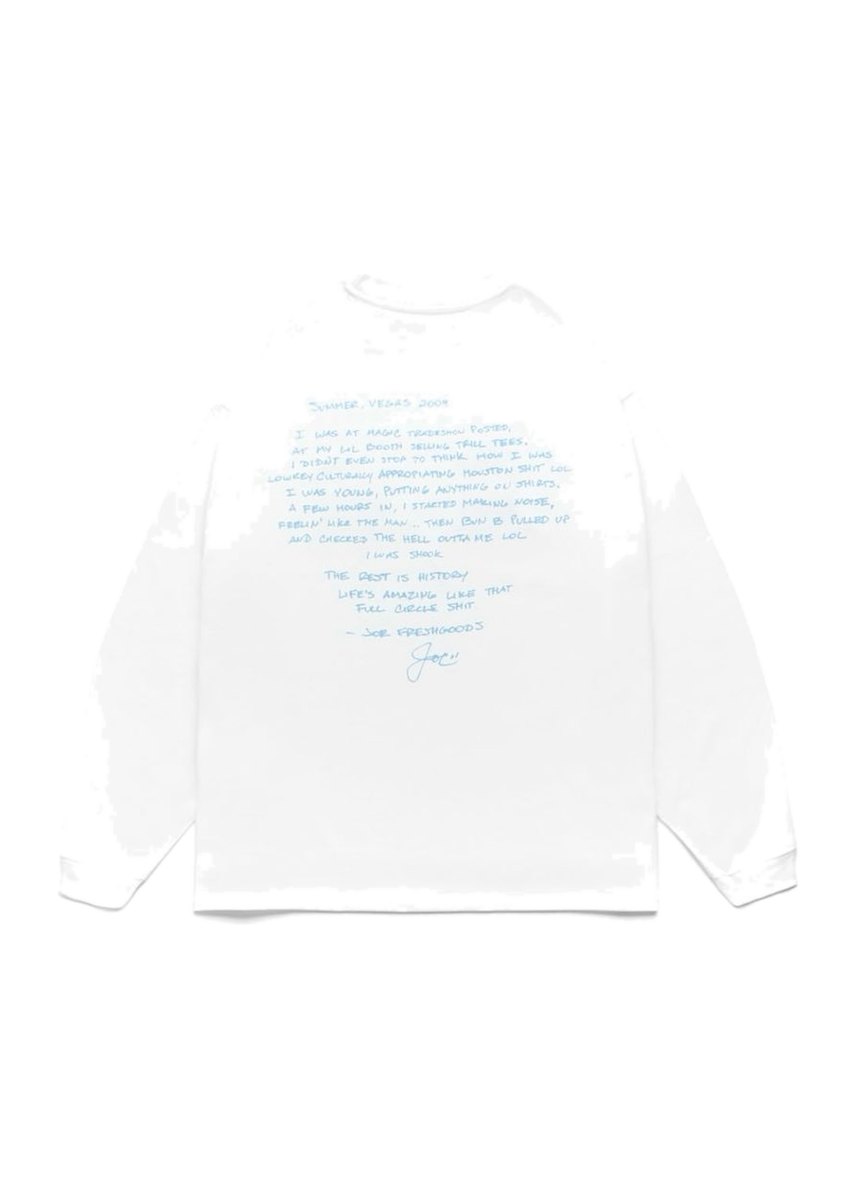 SUMMER, VEGAS 2009
I WAS AT MAGIC TRADESHOW POSTED,
AT MY LIL BOOTH SELLING TRILL TEES.
I DIDN'T EVEN STOP TO THINK HOW I WAS
LOWKEY CULTURALLY APPROPIATING HOUSTON SHIT LOL
I WAS YOUNG, PUTTING ANYTHING ON SHIRTS.
A FEW HOURS IN, I STARTED MAKING NOISE,
FEELIN' LIKE THE MAN.. THEN BUN B PULLED UP
AND CHECKED THE HELL OUTTA ME LOL
I WAS SHOOK
THE REST IS HISTORY
LIFE'S AMAZING LIKE THAT
FULL CIRCLE SHIT
- JOE FRESHGOODS
Joe